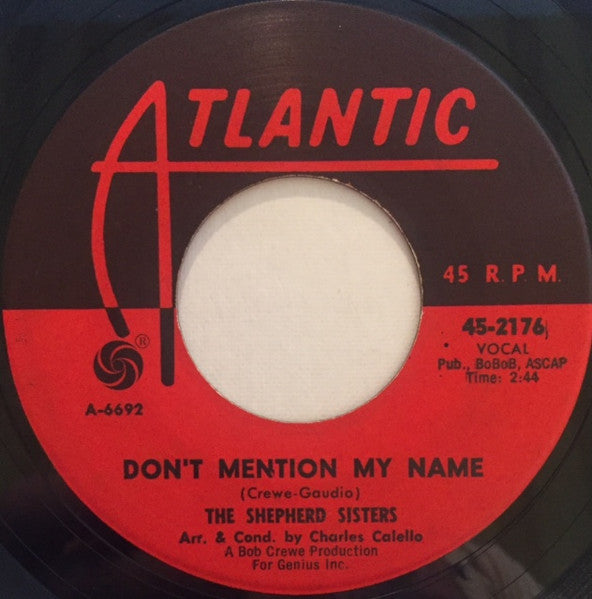 ATLANTIC
45 R.P.M.
45-2176
VOCAL
Pub., BoBoB, ASCAP
Time: 2:44
®
A-6692
DON'T MENTION MY NAME
(Crewe-Gaudio)
THE SHEPHERD SISTERS
Arr. & Cond. by Charles Calello
A Bob Crewe Production
For Genius Inc.